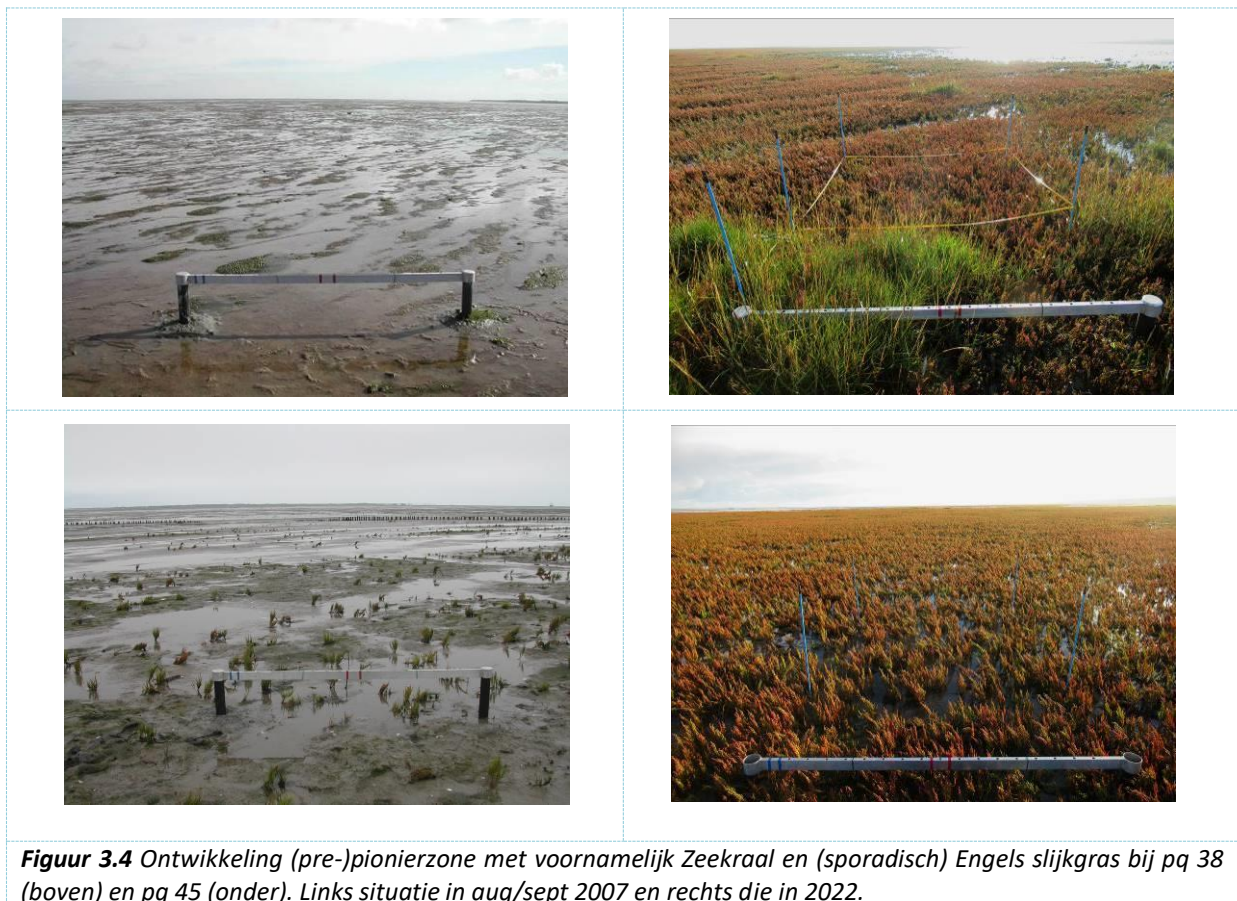 Figuur 3.4 Ontwikkeling (pre-)pionierzone met voornamelijk Zeekraal en (sporadisch) Engels slijkgras bij pq 38
(boven) en pq 45 (onder). Links situatie in aug/sept 2007 en rechts die in 2022.